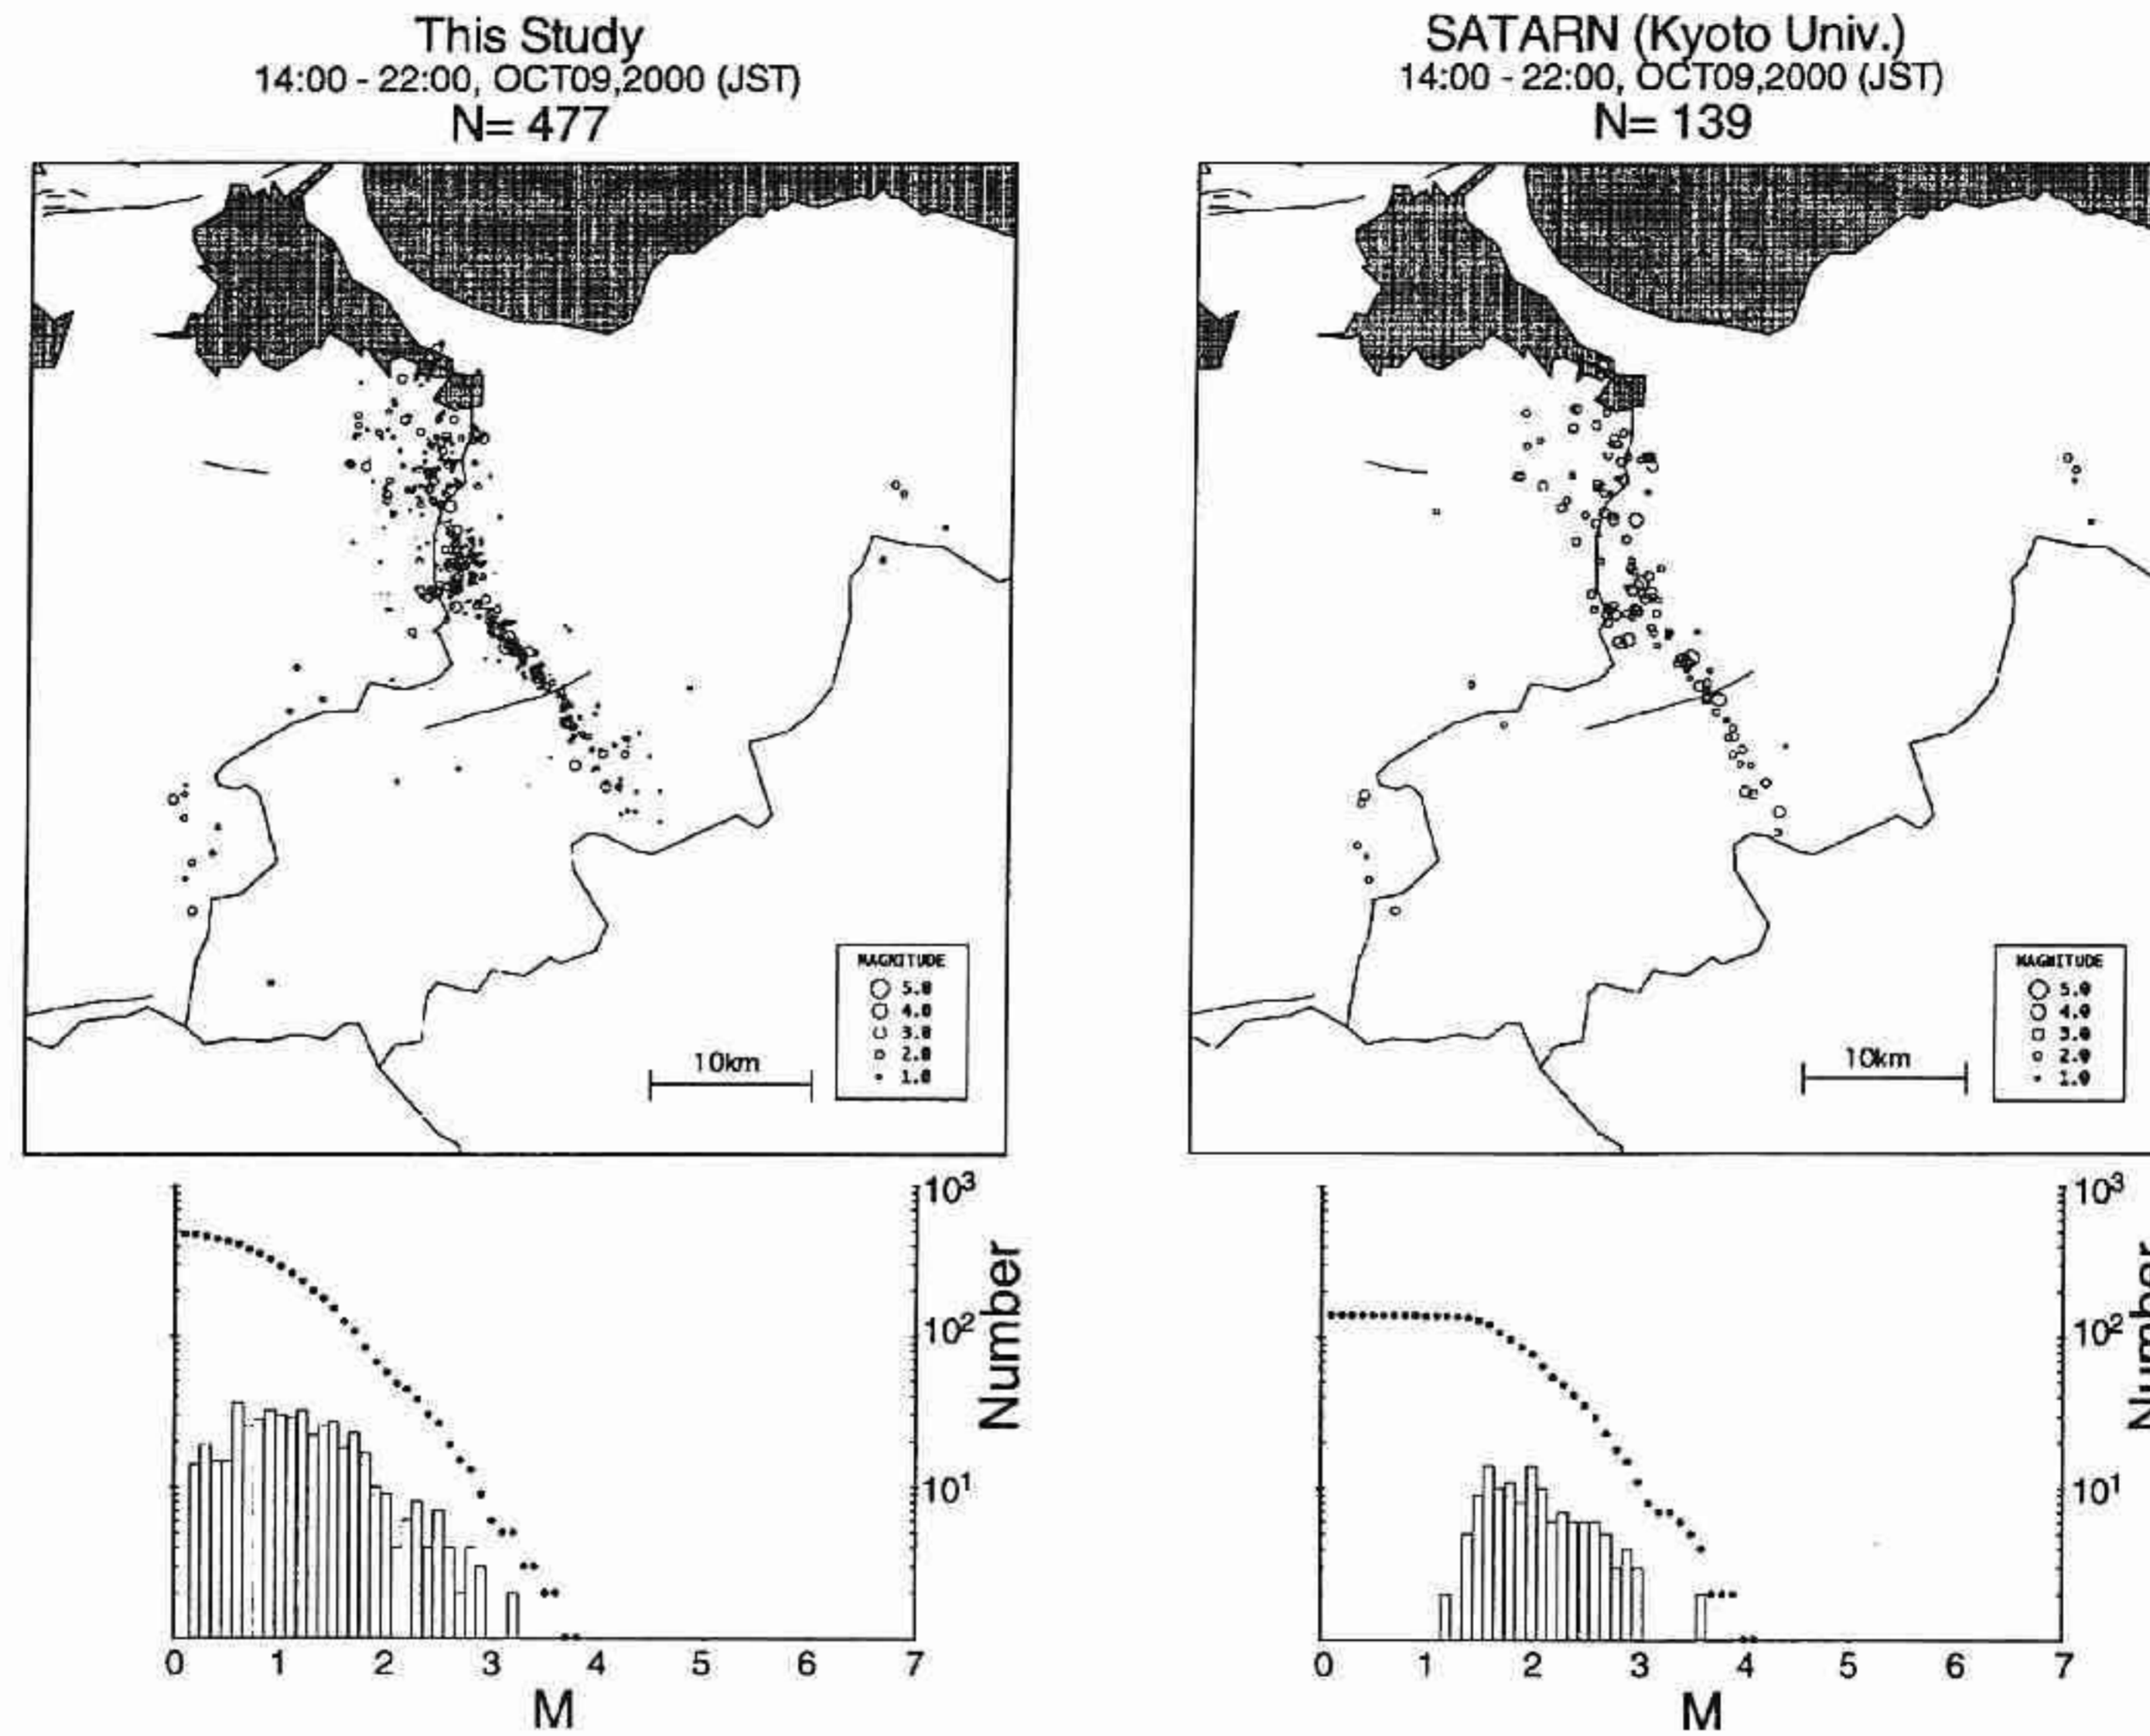 This Study
14:00 - 22:00, OCT09,2000 (JST)
N= 477
MAGNITUDE
5.0
4.0
3.0
2.0
1.0
10km
10³
10²
10¹
Number
0 1 2 3 4 5 6 7
M
SATARN (Kyoto Univ.)
14:00 - 22:00, OCT09,2000 (JST)
N= 139
MAGNITUDE
5.0
4.0
3.0
2.0
1.0
10km
10³
10²
10¹
Number
0 1 2 3 4 5 6 7
M